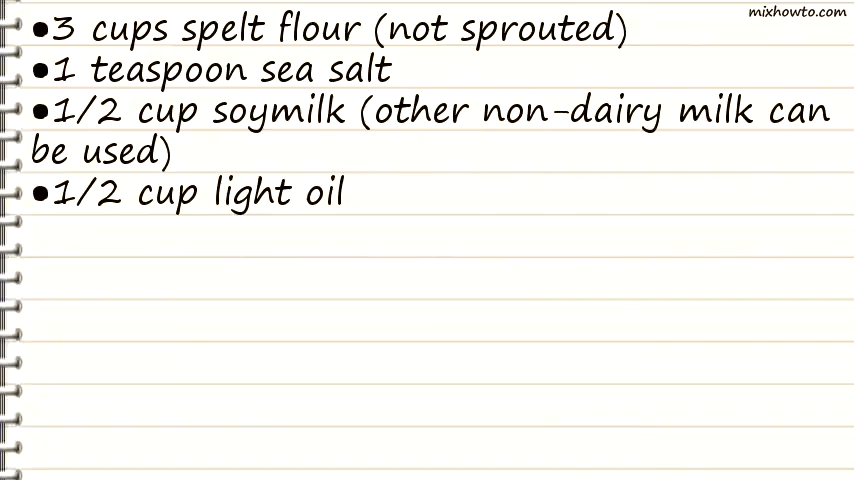 mixhowto.com
•3 cups spelt flour (not sprouted)
•1 teaspoon sea salt
•1/2 cup soymilk (other non-dairy milk can
be used)
•1/2 cup light oil